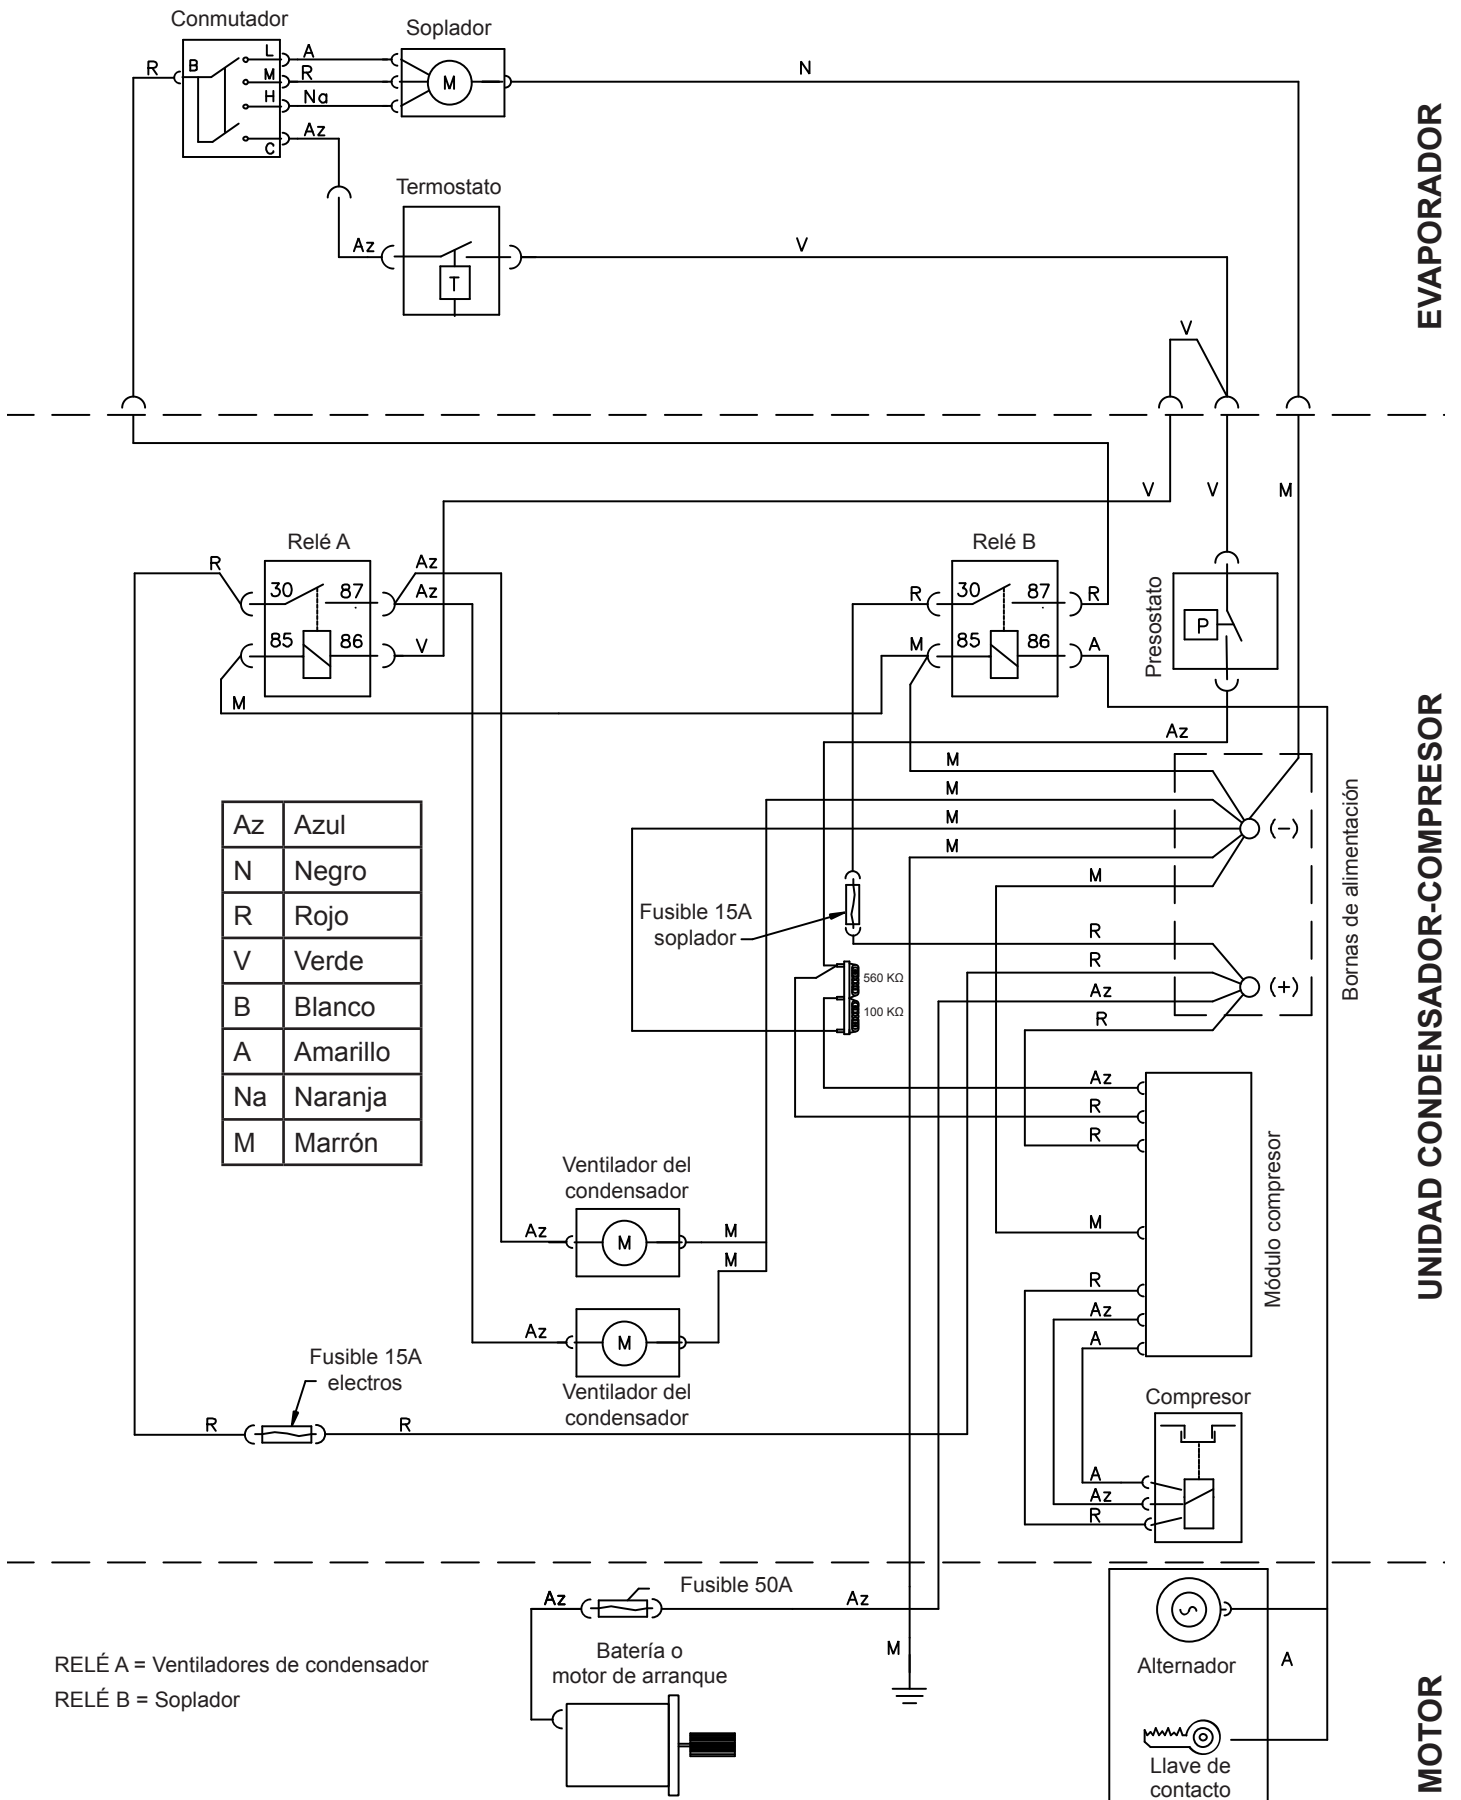 Conmutador
Soplador
R
B
L
A
M
R
H
Na
C
Az
M
N
Termostato
Az
T
V
V
EVAPORADOR
V
V
M
Relé A
R
30
87
Az
Az
85
86
V
M
Relé B
R
30
87
R
M
85
86
A
Presostato
P
Az
M
M
M
M
M
(-)
Bornas de alimentación
Fusible 15A
soplador
R
R
Az
R
(+)
560 KΩ
100 KΩ
Az Azul
N Negro
R Rojo
V Verde
B Blanco
A Amarillo
Na Naranja
M Marrón
Az
R
R
M
R
Az
A
Módulo compresor
UNIDAD CONDENSADOR-COMPRESOR
Ventilador del
condensador
Az
M
M
M
Az
M
Ventilador del
condensador
Fusible 15A
electros
R
R
Compresor
A
Az
R
Az
Fusible 50A
Az
Batería o
motor de arranque
M
Alternador
A
Llave de
contacto
RELÉ A = Ventiladores de condensador
RELÉ B = Soplador
MOTOR